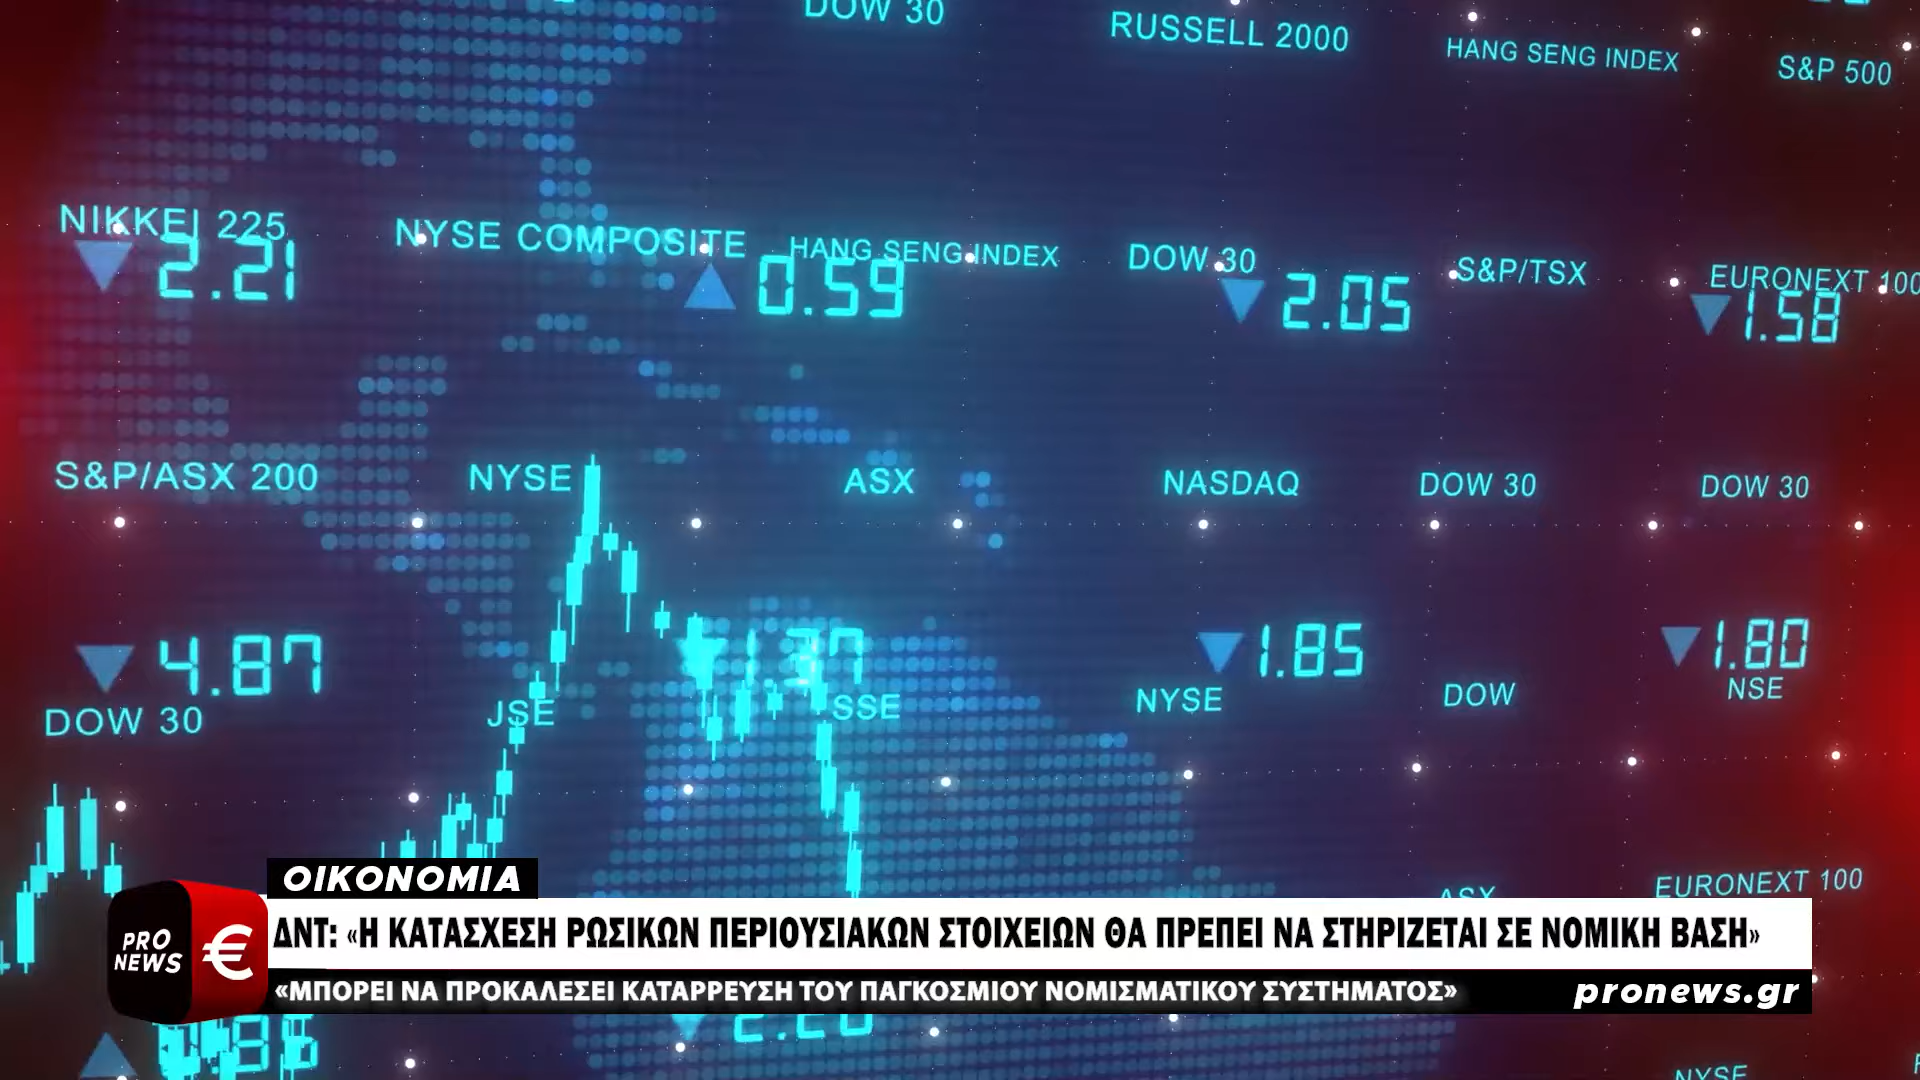 DOW 30
RUSSELL 2000
HANG SENG INDEX
S&P 500
NIKKEI 225
NYSE COMPOSITE
HANG SENG INDEX
DOW 30
S&P/TSX
EURONEXT 100
2.21
0.59
2.05
1.58
S&P/ASX 200
NYSE
ASX
NASDAQ
DOW 30
DOW 30
4.87
1.37
1.85
1.80
DOW 30
JSE
SSE
NYSE
DOW
NSE
ASX
EURONEXT 100
ΟΙΚΟΝΟΜΙΑ
PRO
NEWS
€
ΔΝΤ: «Η ΚΑΤΑΣΧΕΣΗ ΡΩΣΙΚΩΝ ΠΕΡΙΟΥΣΙΑΚΩΝ ΣΤΟΙΧΕΙΩΝ ΘΑ ΠΡΕΠΕΙ ΝΑ ΣΤΗΡΙΖΕΤΑΙ ΣΕ ΝΟΜΙΚΗ ΒΑΣΗ»
«ΜΠΟΡΕΙ ΝΑ ΠΡΟΚΑΛΕΣΕΙ ΚΑΤΑΡΡΕΥΣΗ ΤΟΥ ΠΑΓΚΟΣΜΙΟΥ ΝΟΜΙΣΜΑΤΙΚΟΥ ΣΥΣΤΗΜΑΤΟΣ»
pronews.gr
NYSE